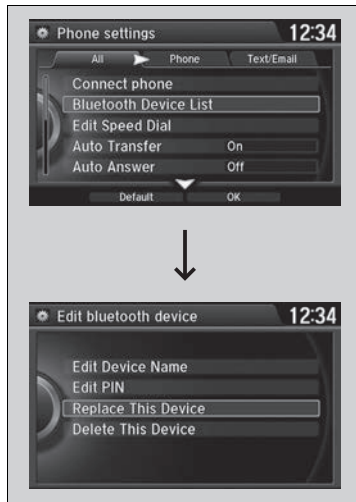 Phone settings 12:34
All Phone Text/Email
Connect phone
Bluetooth Device List
Edit Speed Dial
Auto Transfer On
Auto Answer Off
Default OK
Edit bluetooth device 12:34
Edit Device Name
Edit PIN
Replace This Device
Delete This Device